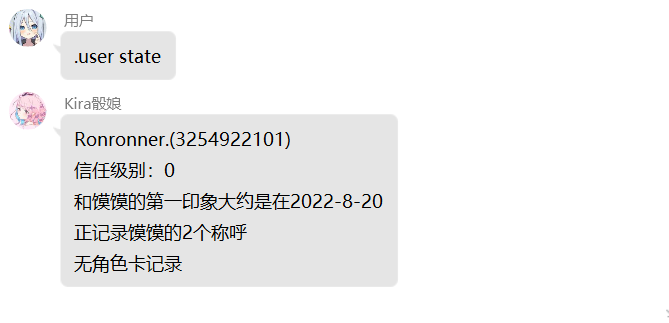 用户
.user state
Kira骰娘
Ronronner.(3254922101)
信任级别：0
和馍馍的第一印象大约是在2022-8-20
正记录馍馍的2个称呼
无角色卡记录